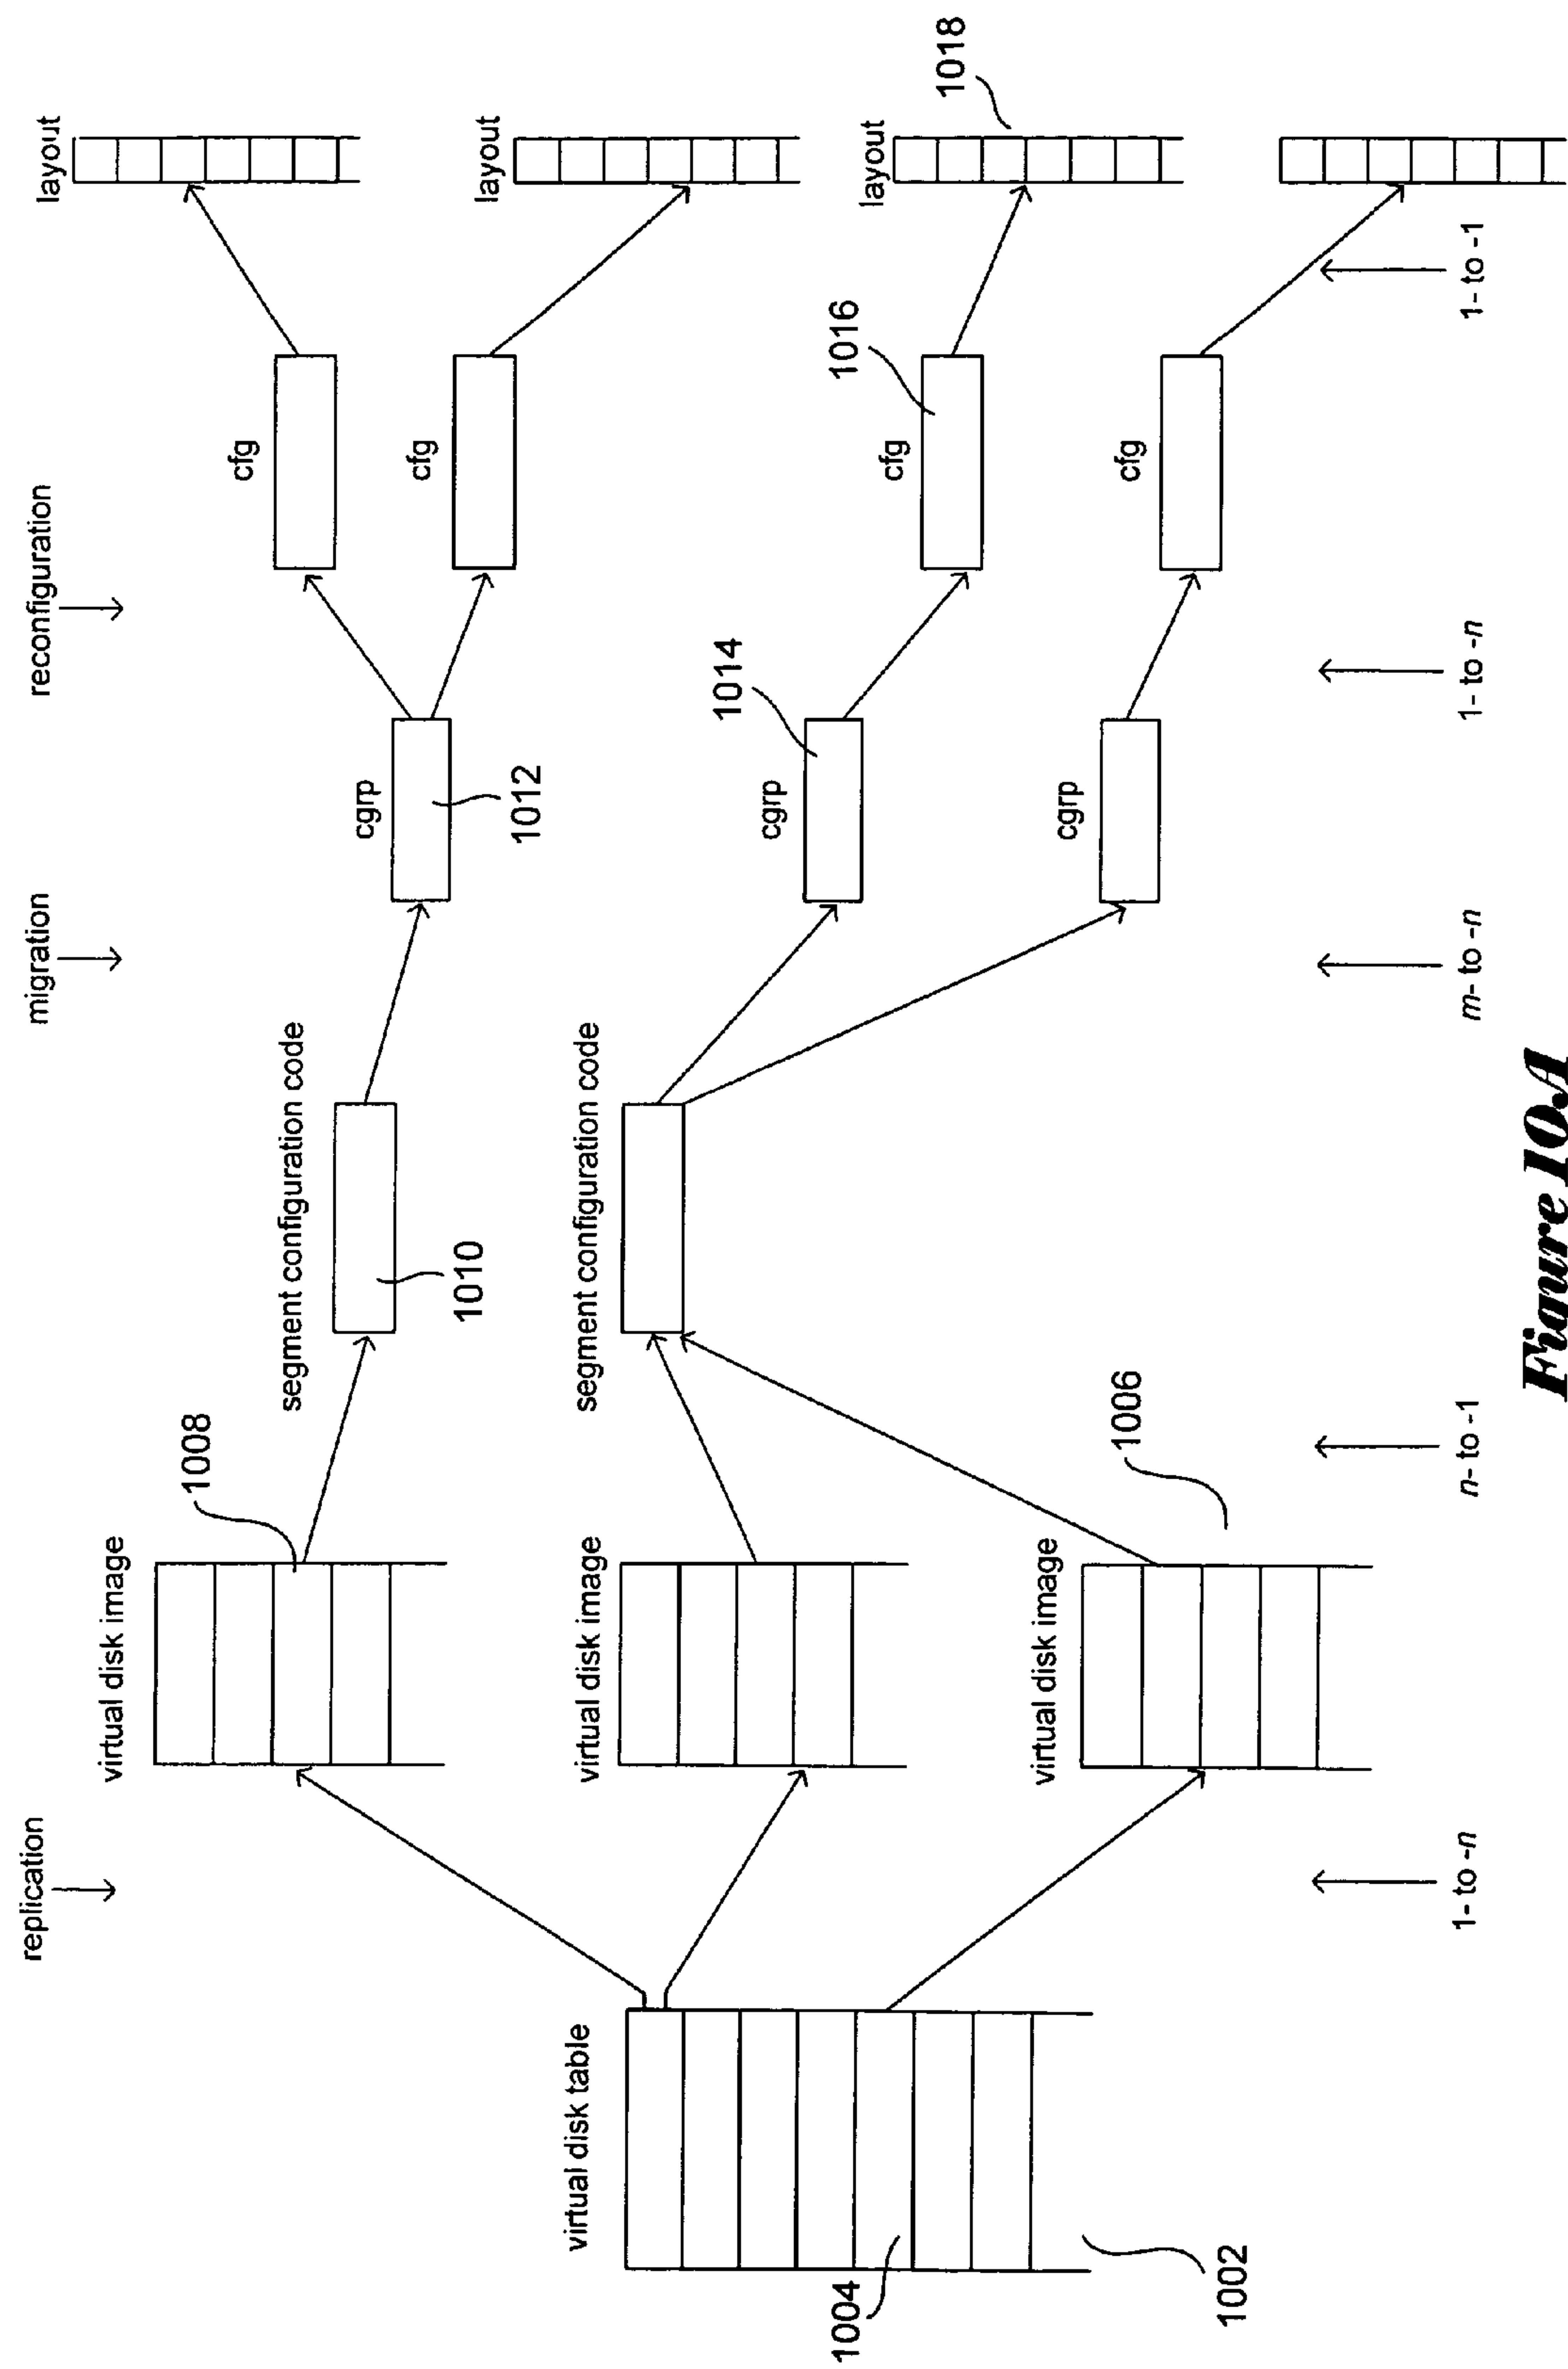 replication
migration
reconfiguration
virtual disk table
1004
1002
virtual disk image
1008
virtual disk image
virtual disk image
1006
segment configuration code
1010
segment configuration code
cgrp
1012
cgrp
1014
cgrp
cfg
cfg
cfg
1016
cfg
layout
layout
layout
1018
1- to -n
n- to -1
m- to -n
1- to -n
1- to -1
Figure 10A